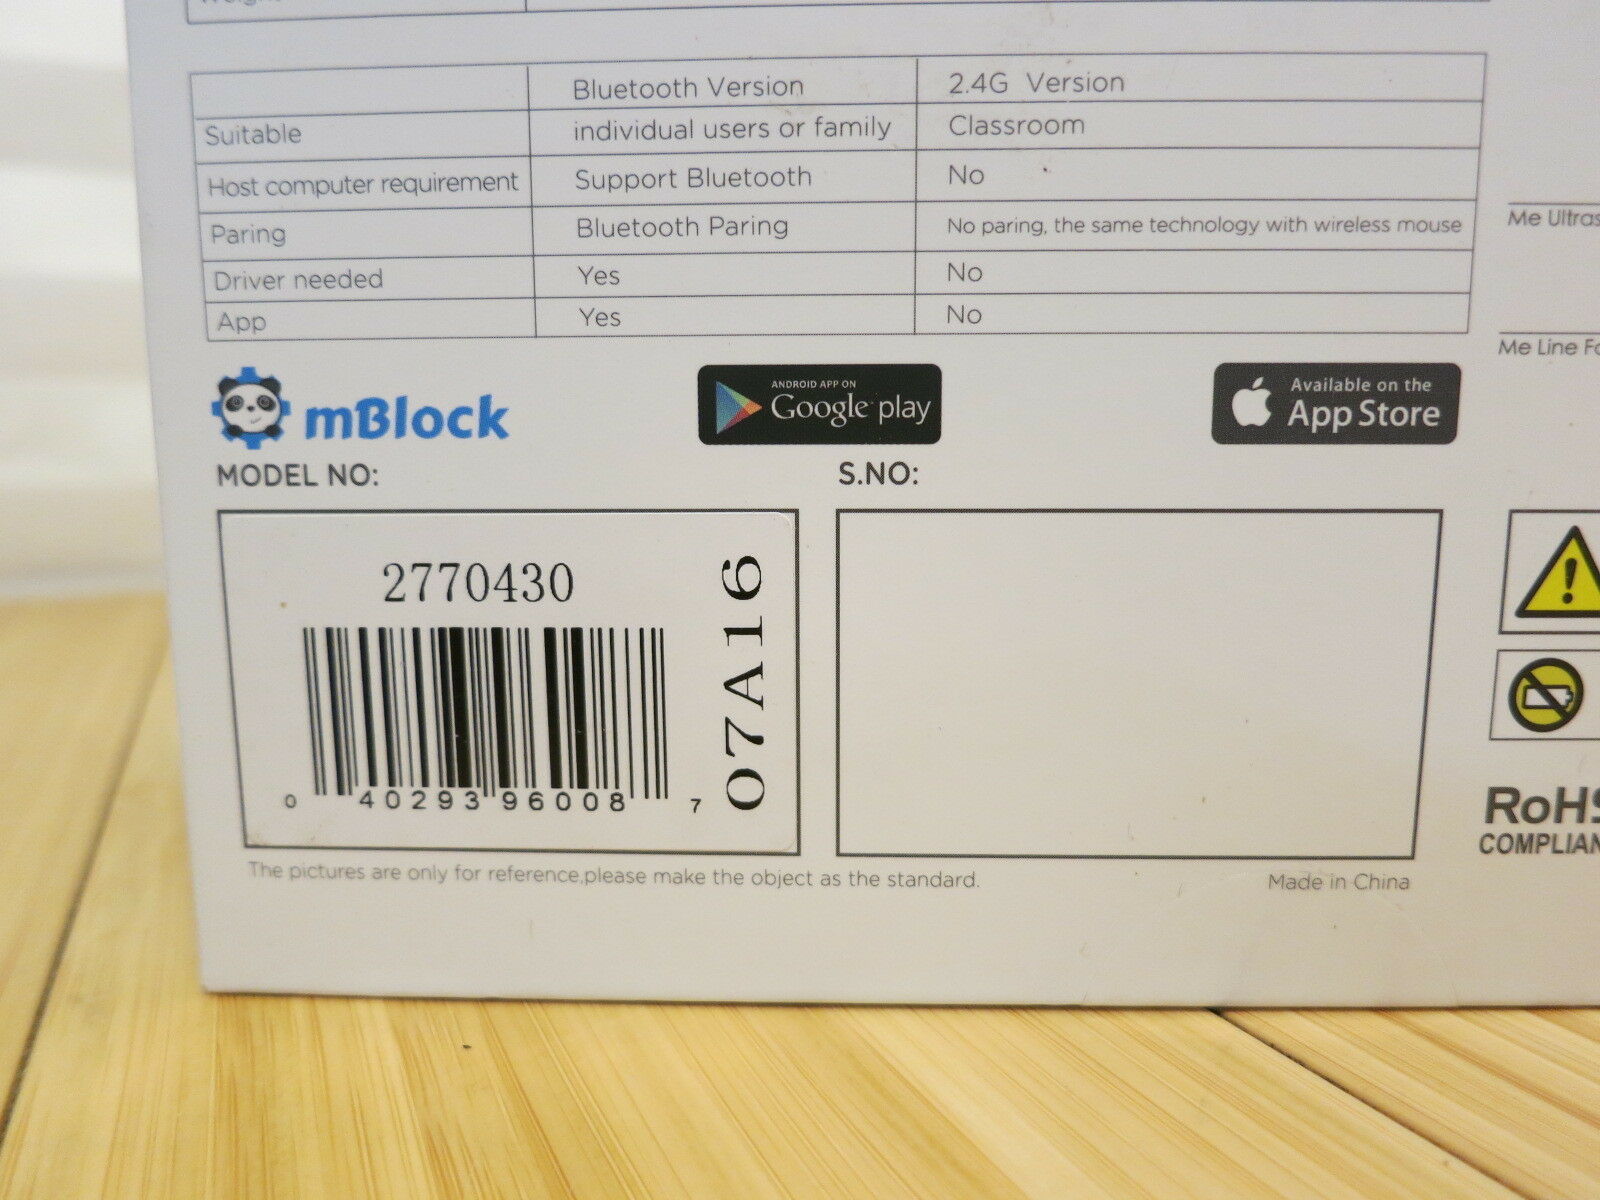 Bluetooth Version 2.4G Version
Suitable individual users or family Classroom
Host computer requirement Support Bluetooth No
Paring Bluetooth Paring No paring, the same technology with wireless mouse
Driver needed Yes No
App Yes No
Me Ultras
Me Line Fo
mBlock
ANDROID APP ON
Google play
Available on the
App Store
MODEL NO:
S.NO:
2770430
07A16
0 40293 96008 7
RoHS
COMPLIAN
The pictures are only for reference,please make the object as the standard.
Made in China